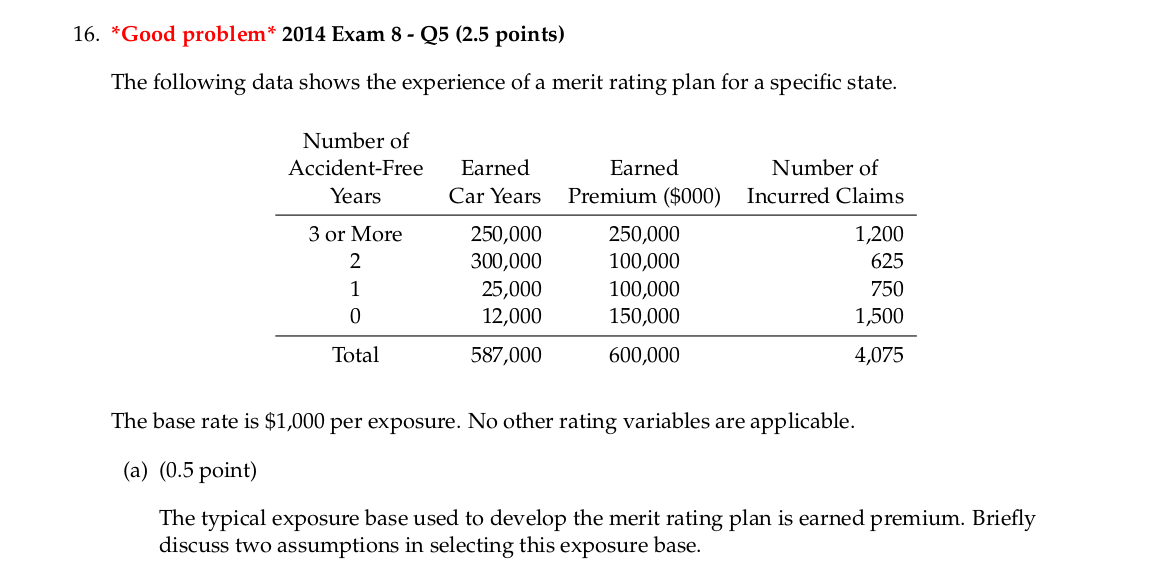 16. *Good problem* 2014 Exam 8 - Q5 (2.5 points)
The following data shows the experience of a merit rating plan for a specific state.
Number of
Accident-Free Earned Earned Number of
Years Car Years Premium ($000) Incurred Claims
3 or More 250,000 250,000 1,200
2 300,000 100,000 625
1 25,000 100,000 750
0 12,000 150,000 1,500
Total 587,000 600,000 4,075
The base rate is $1,000 per exposure. No other rating variables are applicable.
(a) (0.5 point)
The typical exposure base used to develop the merit rating plan is earned premium. Briefly
discuss two assumptions in selecting this exposure base.